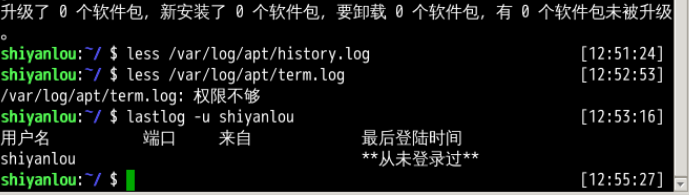 升级了 0 个软件包，新安装了 0 个软件包，要卸载 0 个软件包，有 0 个软件包未被升级
。
shiyanlou:~/ $ less /var/log/apt/history.log [12:51:24]
shiyanlou:~/ $ less /var/log/apt/term.log [12:52:53]
/var/log/apt/term.log: 权限不够
shiyanlou:~/ $ lastlog -u shiyanlou [12:53:16]
用户名 端口 来自 最后登陆时间
shiyanlou **从未登录过**
shiyanlou:~/ $ [12:55:27]